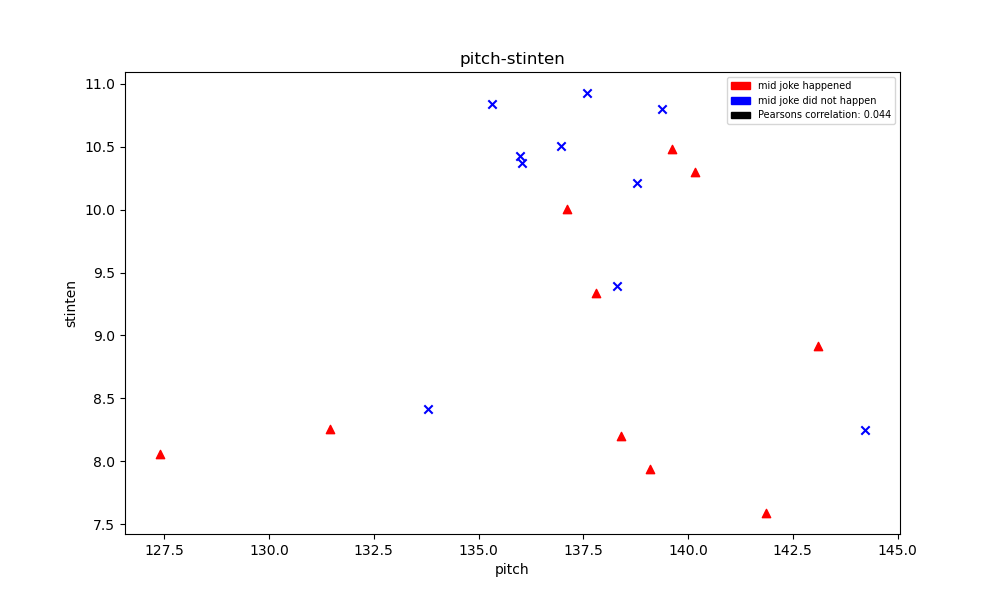 pitch-stinten
mid joke happened
mid joke did not happen
Pearsons correlation: 0.044
11.0
10.5
10.0
9.5
9.0
8.5
8.0
7.5
stinten
127.5 130.0 132.5 135.0 137.5 140.0 142.5 145.0
pitch